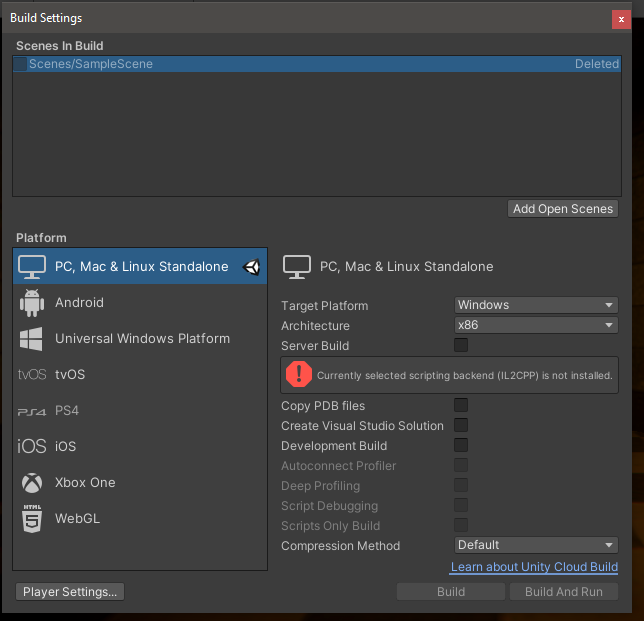 Build Settings
x
Scenes In Build
Scenes/SampleScene Deleted
Add Open Scenes
Platform
PC, Mac & Linux Standalone
Android
Universal Windows Platform
tvOS tvOS
PS4 PS4
iOS iOS
Xbox One
HTML 5 WebGL
Player Settings...
PC, Mac & Linux Standalone
Target Platform Windows
Architecture x86
Server Build
! Currently selected scripting backend (IL2CPP) is not installed.
Copy PDB files
Create Visual Studio Solution
Development Build
Autoconnect Profiler
Deep Profiling
Script Debugging
Scripts Only Build
Compression Method Default
Learn about Unity Cloud Build
Build Build And Run